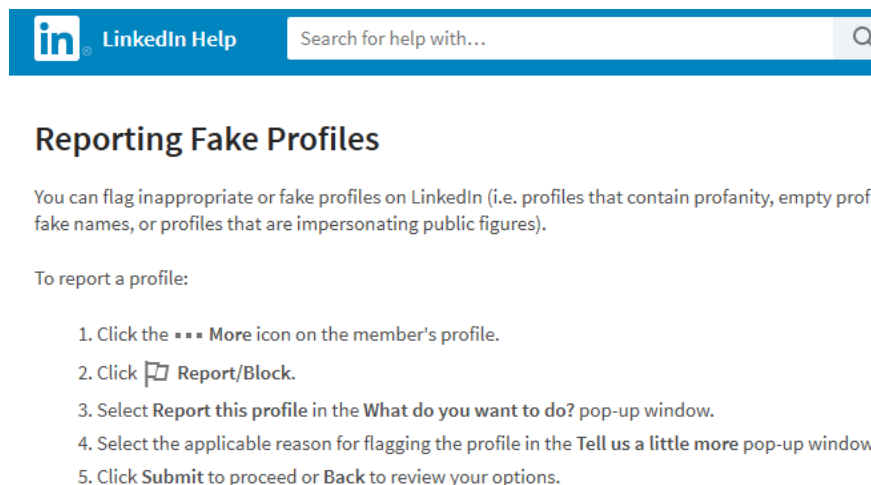 in® LinkedIn Help
Search for help with...
Reporting Fake Profiles
You can flag inappropriate or fake profiles on LinkedIn (i.e. profiles that contain profanity, empty prof
fake names, or profiles that are impersonating public figures).
To report a profile:
1. Click the ▪▪▪ More icon on the member's profile.
2. Click Report/Block.
3. Select Report this profile in the What do you want to do? pop-up window.
4. Select the applicable reason for flagging the profile in the Tell us a little more pop-up window
5. Click Submit to proceed or Back to review your options.